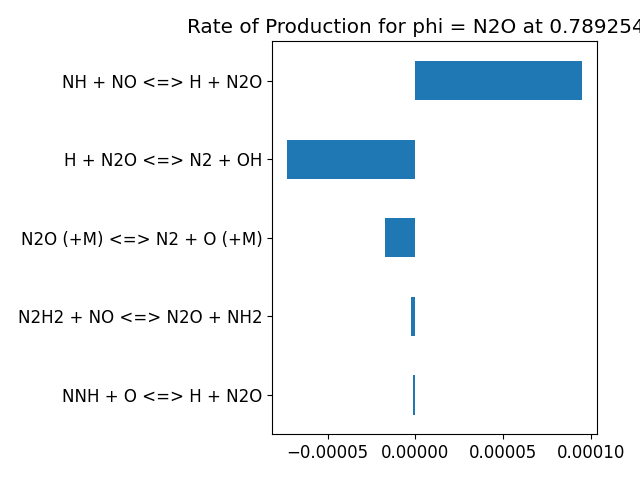 Rate of Production for phi = N2O at 0.789254
NH + NO <=> H + N2O
H + N2O <=> N2 + OH
N2O (+M) <=> N2 + O (+M)
N2H2 + NO <=> N2O + NH2
NNH + O <=> H + N2O
−0.00005 0.00000 0.00005 0.00010